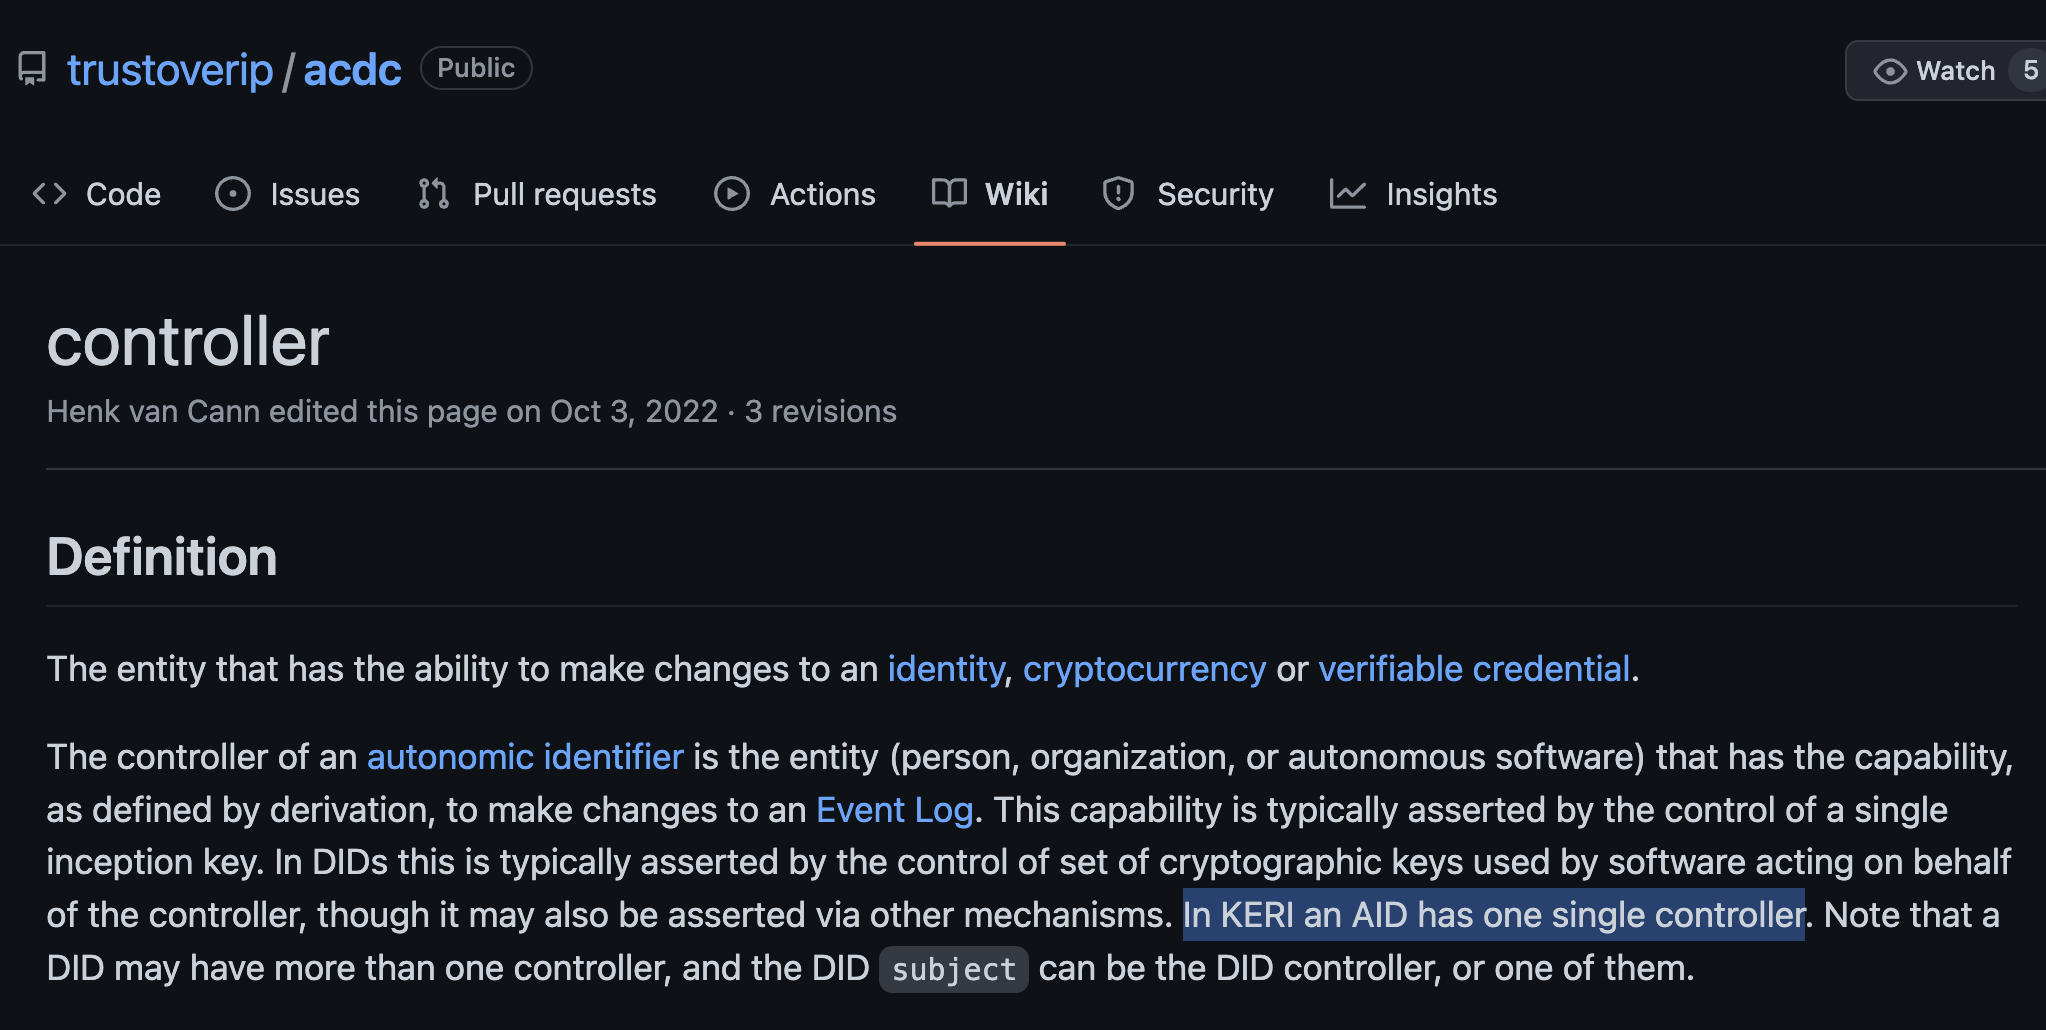 trustoverip / acdc Public Watch 5
Code Issues Pull requests Actions Wiki Security Insights
controller
Henk van Cann edited this page on Oct 3, 2022 · 3 revisions
Definition
The entity that has the ability to make changes to an identity, cryptocurrency or verifiable credential.
The controller of an autonomic identifier is the entity (person, organization, or autonomous software) that has the capability,
as defined by derivation, to make changes to an Event Log. This capability is typically asserted by the control of a single
inception key. In DIDs this is typically asserted by the control of set of cryptographic keys used by software acting on behalf
of the controller, though it may also be asserted via other mechanisms. In KERI an AID has one single controller. Note that a
DID may have more than one controller, and the DID subject can be the DID controller, or one of them.